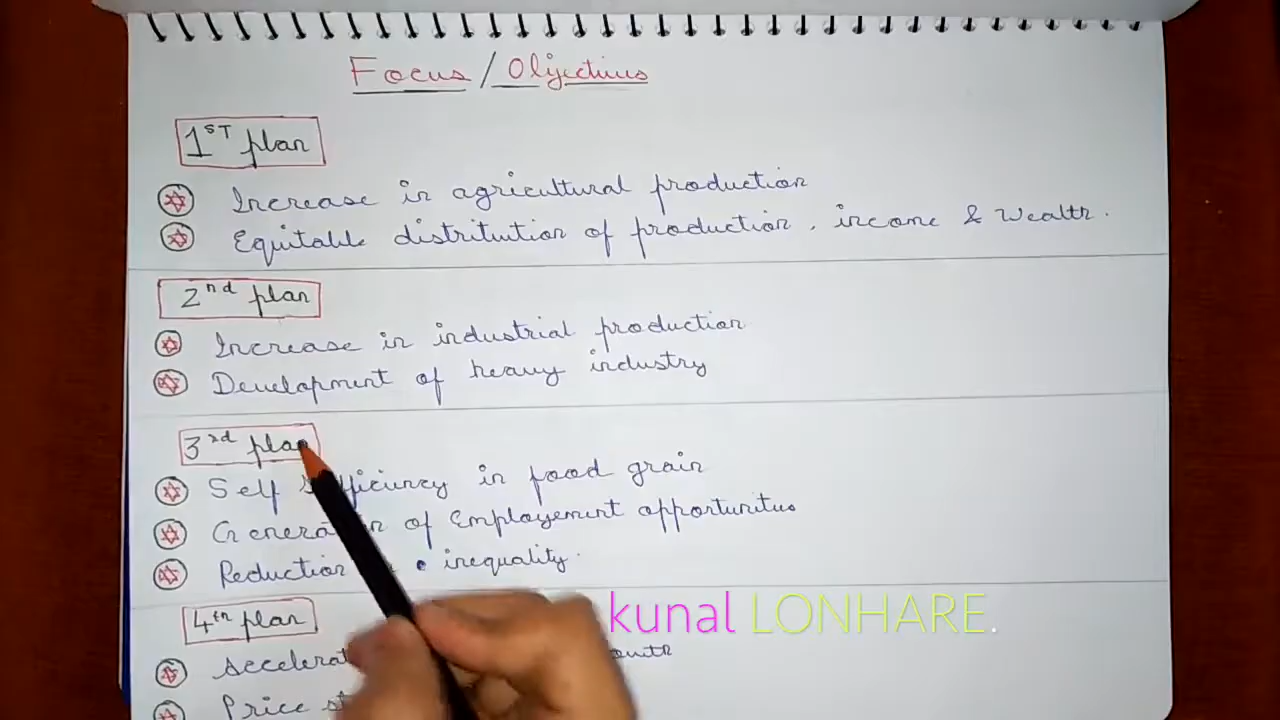 Focus / Objectives
1ST plan
Increase in agricultural production
Equitable distribution of production, income & wealth.
2nd plan
Increase in industrial production
Development of heavy industry
3rd plan
Self in food grain
of Employement opportunities
Reduction inequality.
4th plan
kunal LONHARE.
Price